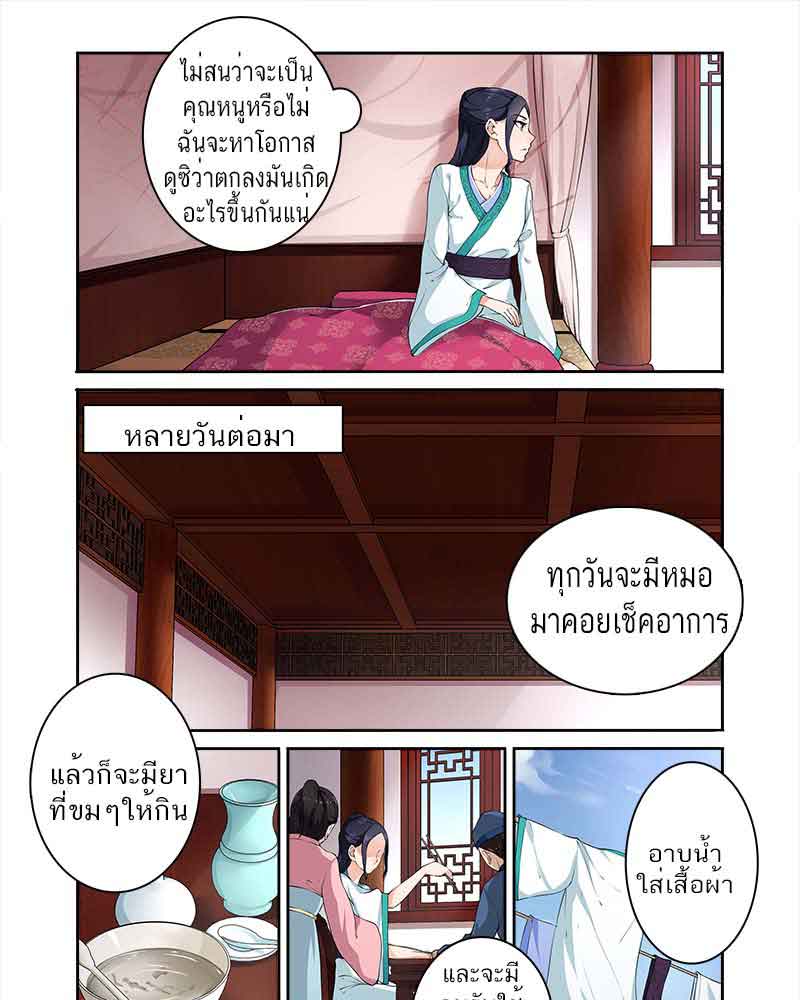 ไม่สนว่าจะเป็น
คุณหนูหรือไม่
ฉันจะหาโอกาส
ดูซิว่าตกลงมันเกิด
อะไรขึ้นกันแน่
หลายวันต่อมา
ทุกวันจะมีหมอ
มาคอยเช็คอาการ
แล้วก็จะมียา
ที่ขมๆให้กิน
อาบน้ำ
ใส่เสื้อผ้า
และจะมี